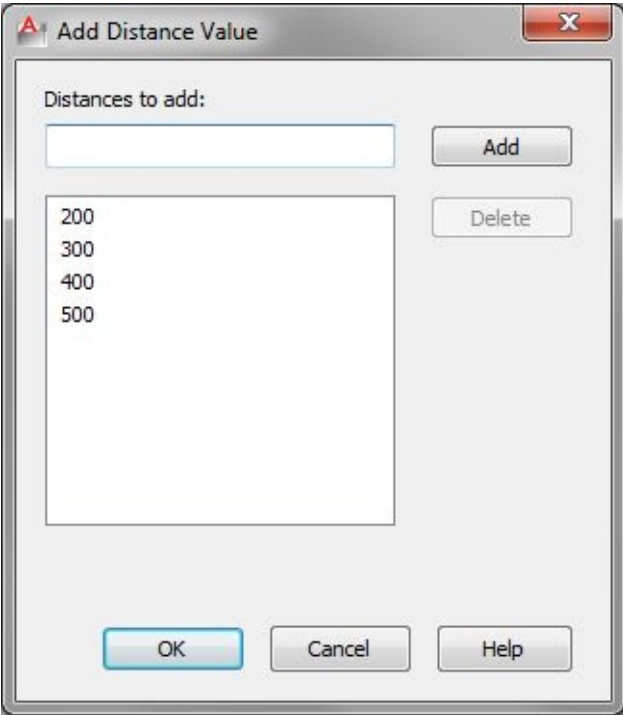 Add Distance Value
Distances to add:
Add
200
300
400
500
Delete
OK
Cancel
Help